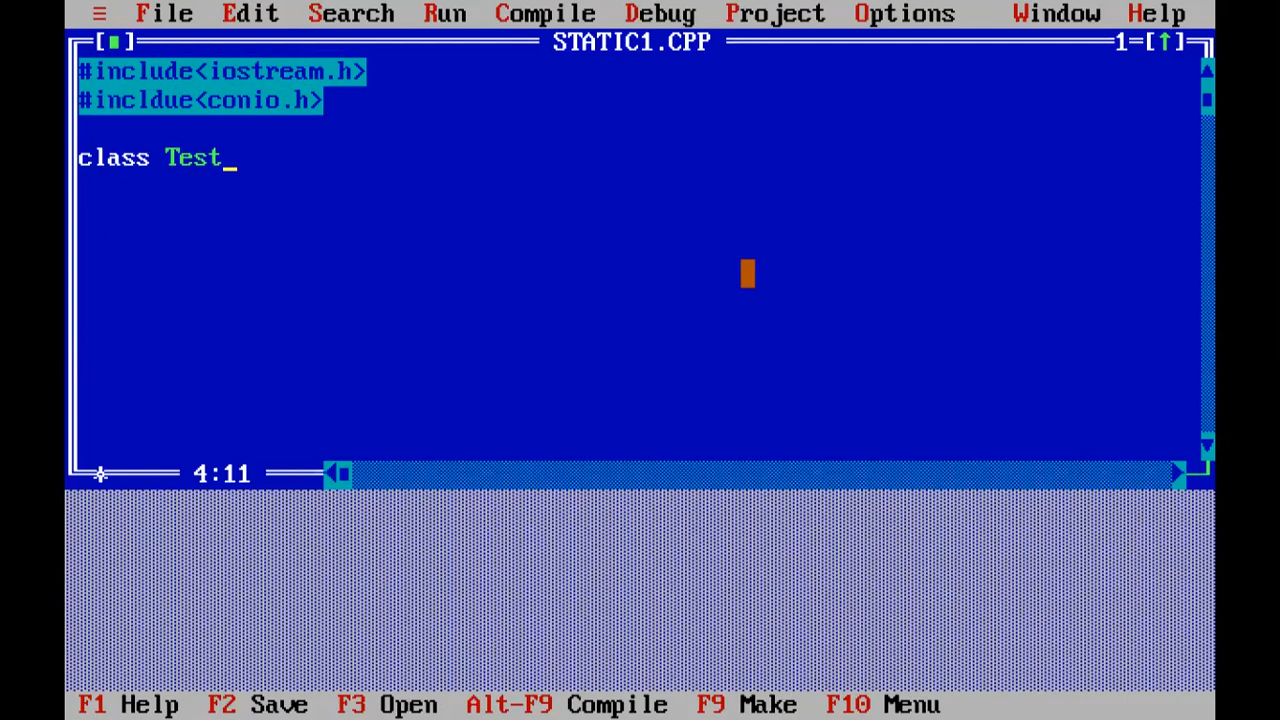 ≡ File Edit Search Run Compile Debug Project Options Window Help
[■] STATIC1.CPP 1=[↑]
#include<iostream.h>
#incldue<conio.h>
class Test_
4:11
F1 Help F2 Save F3 Open Alt-F9 Compile F9 Make F10 Menu